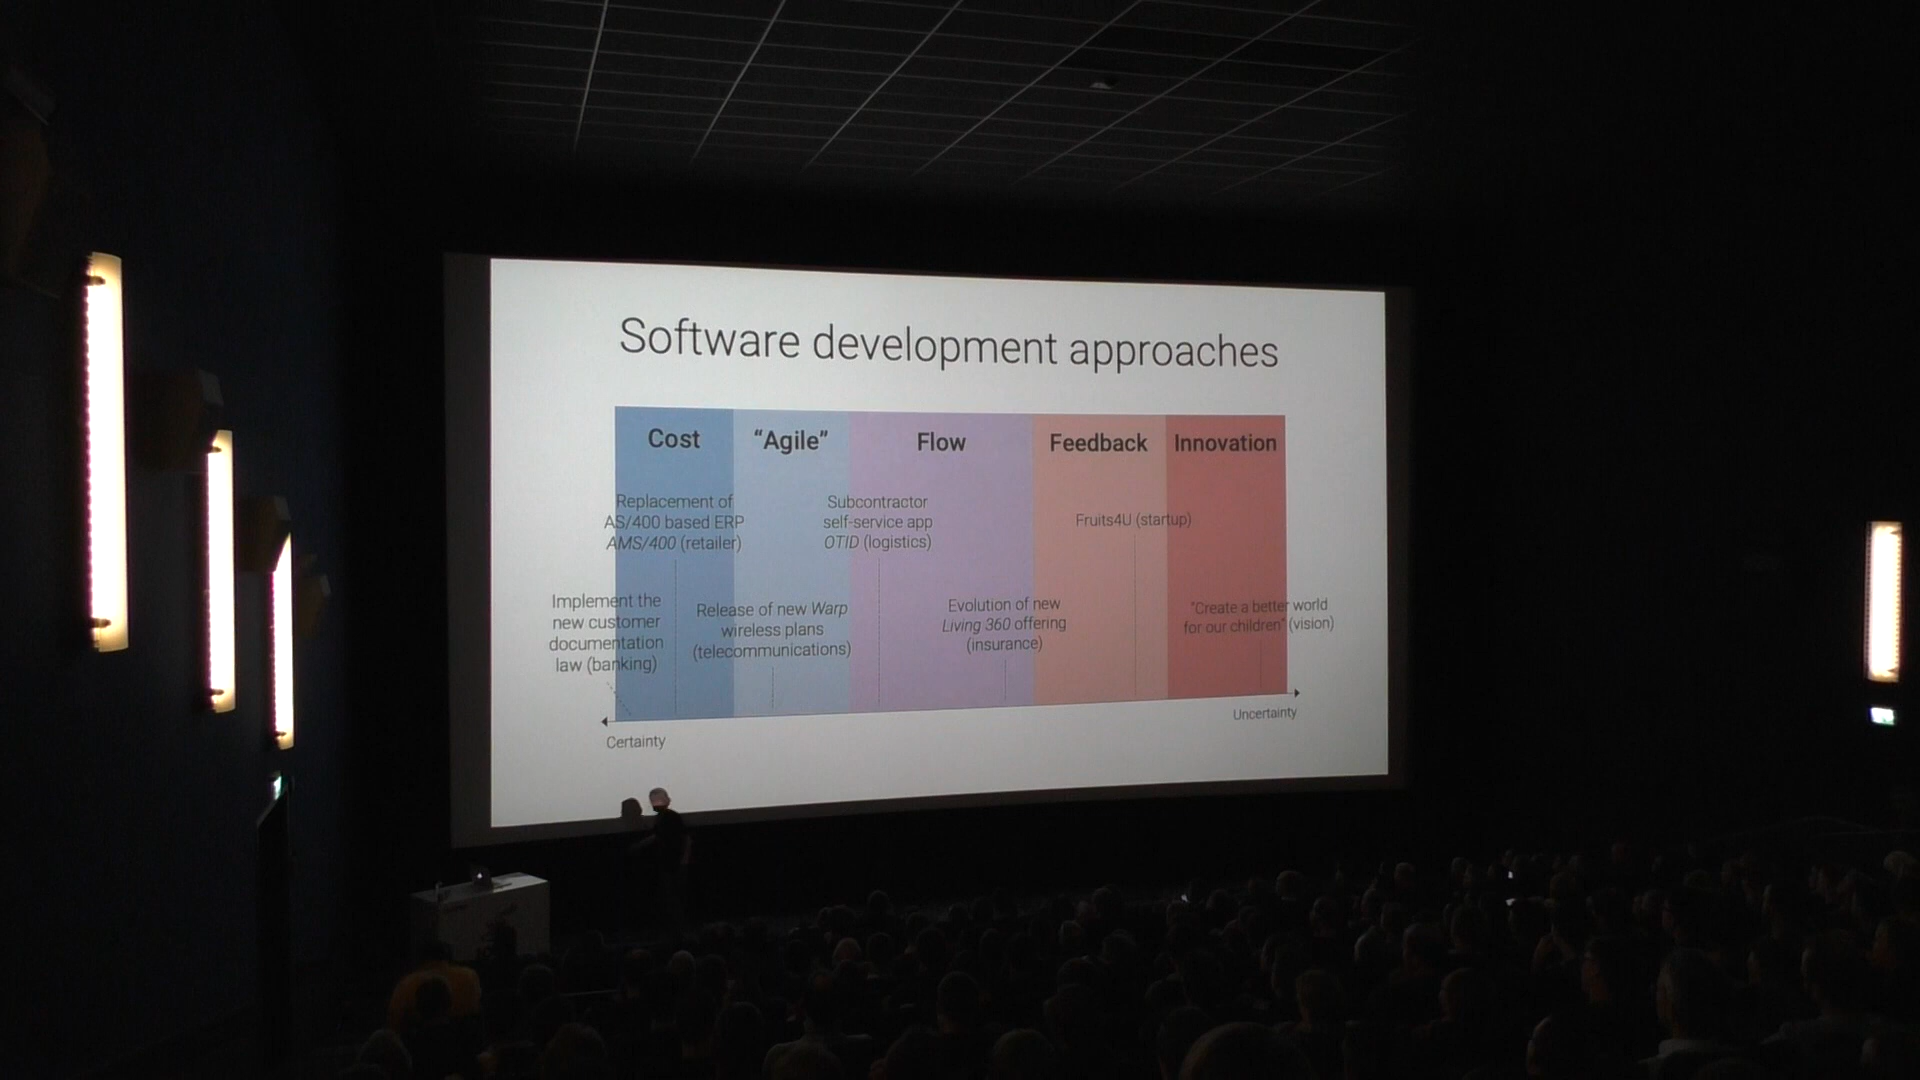 Software development approaches
Cost
“Agile”
Flow
Feedback
Innovation
Replacement of
AS/400 based ERP
AMS/400 (retailer)
Subcontractor
self-service app
OTID (logistics)
Fruits4U (startup)
Implement the
new customer
documentation
law (banking)
Release of new Warp
wireless plans
(telecommunications)
Evolution of new
Living 360 offering
(insurance)
"Create a better world
for our children" (vision)
Certainty
Uncertainty